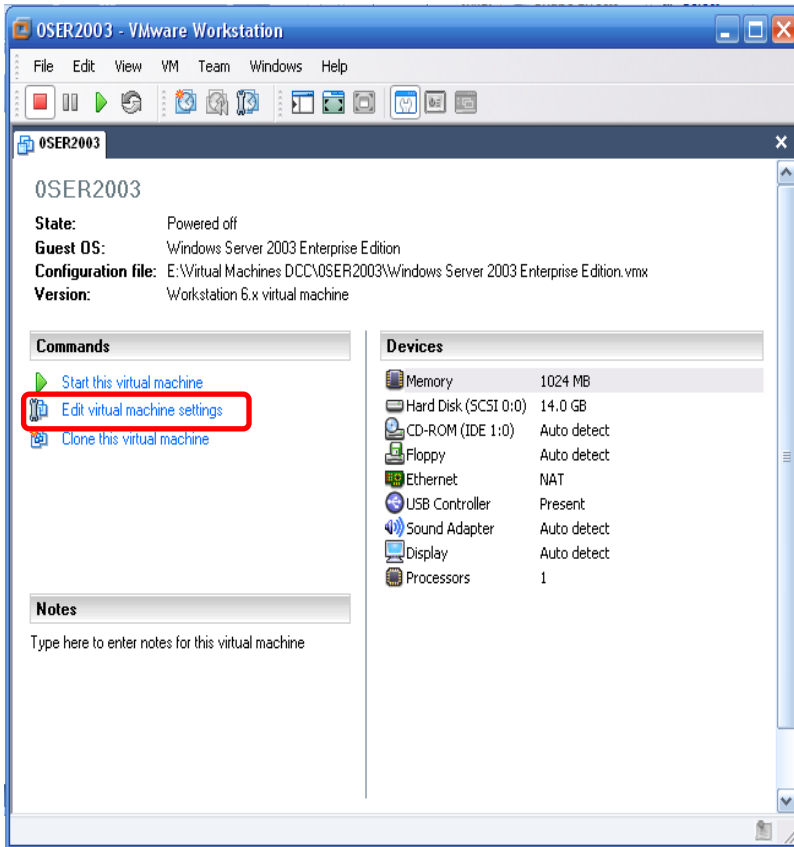 0SER2003 - VMware Workstation
File Edit View VM Team Windows Help
0SER2003
0SER2003
State: Powered off
Guest OS: Windows Server 2003 Enterprise Edition
Configuration file: E:\Virtual Machines DCC\0SER2003\Windows Server 2003 Enterprise Edition.vmx
Version: Workstation 6.x virtual machine
Commands
Start this virtual machine
Edit virtual machine settings
Clone this virtual machine
Notes
Type here to enter notes for this virtual machine
Devices
Memory 1024 MB
Hard Disk (SCSI 0:0) 14.0 GB
CD-ROM (IDE 1:0) Auto detect
Floppy Auto detect
Ethernet NAT
USB Controller Present
Sound Adapter Auto detect
Display Auto detect
Processors 1